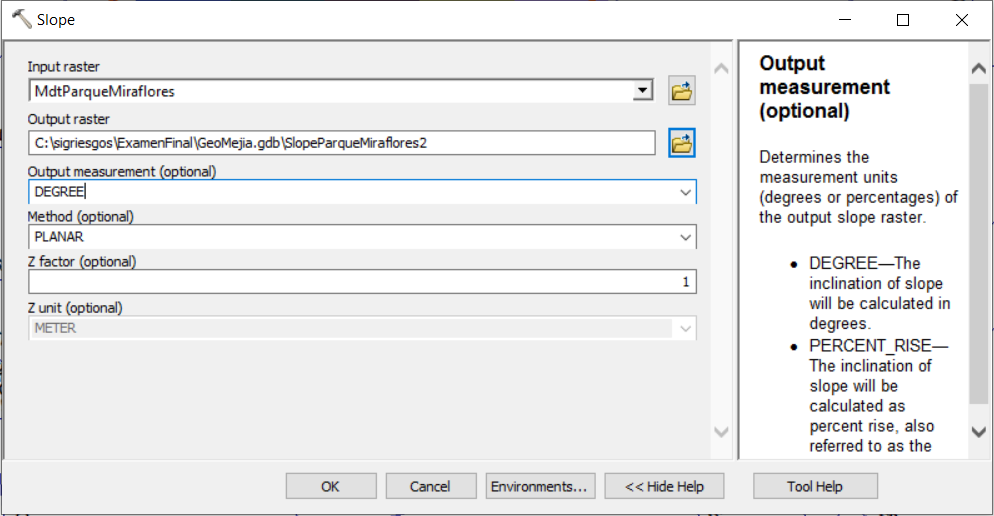 Slope
Input raster
MdtParqueMiraflores
Output raster
C:\sigriesgos\ExamenFinal\GeoMejia.gdb\SlopeParqueMiraflores2
Output measurement (optional)
DEGREE
Method (optional)
PLANAR
Z factor (optional)
1
Z unit (optional)
METER
Output
measurement
(optional)
Determines the
measurement units
(degrees or percentages) of
the output slope raster.
• DEGREE—The
inclination of slope
will be calculated in
degrees.
• PERCENT_RISE—
The inclination of
slope will be
calculated as
percent rise, also
referred to as the
OK
Cancel
Environments...
<< Hide Help
Tool Help